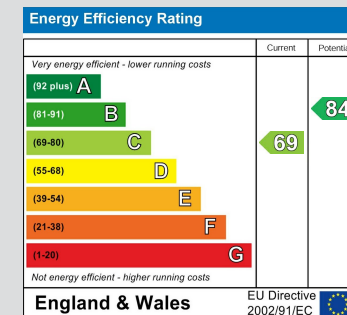 Energy Efficiency Rating
Current Potentia
Very energy efficient - lower running costs
(92 plus) A
(81-91) B
84
(69-80) C 69
(55-68) D
(39-54) E
(21-38) F
(1-20) G
Not energy efficient - higher running costs
England & Wales
EU Directive
2002/91/EC